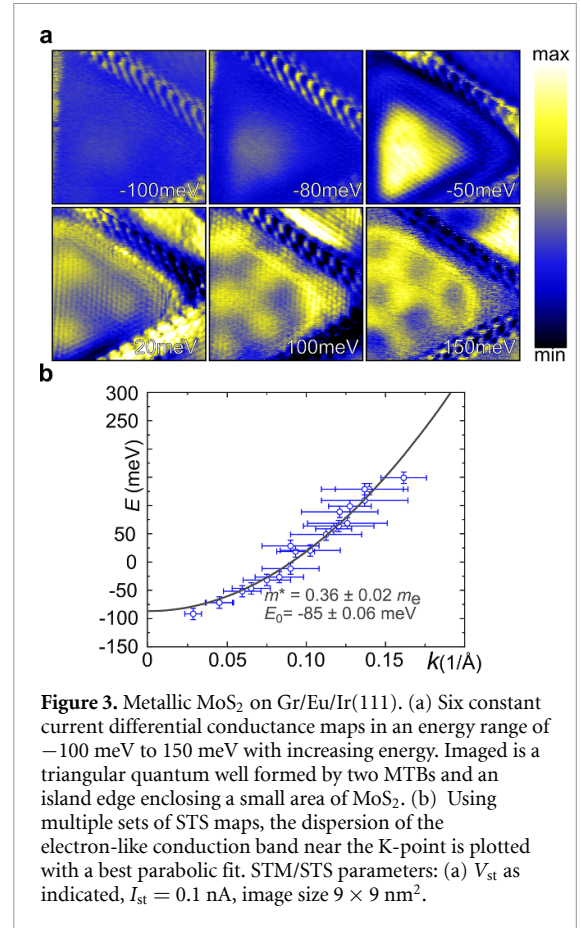 a
max
-100meV
-80meV
-50meV
20meV
100meV
150meV
min
b
300
200
E (meV)
50
0
-50
-100
-150
m* = 0.36 ± 0.02 mₑ
E₀= -85 ± 0.06 meV
0
0.05
0.10
0.15
k(1/Å)
Figure 3. Metallic MoS₂ on Gr/Eu/Ir(111). (a) Six constant
current differential conductance maps in an energy range of
−100 meV to 150 meV with increasing energy. Imaged is a
triangular quantum well formed by two MTBs and an
island edge enclosing a small area of MoS₂. (b) Using
multiple sets of STS maps, the dispersion of the
electron-like conduction band near the K-point is plotted
with a best parabolic fit. STM/STS parameters: (a) Vₛₜ as
indicated, Iₛₜ = 0.1 nA, image size 9 × 9 nm².